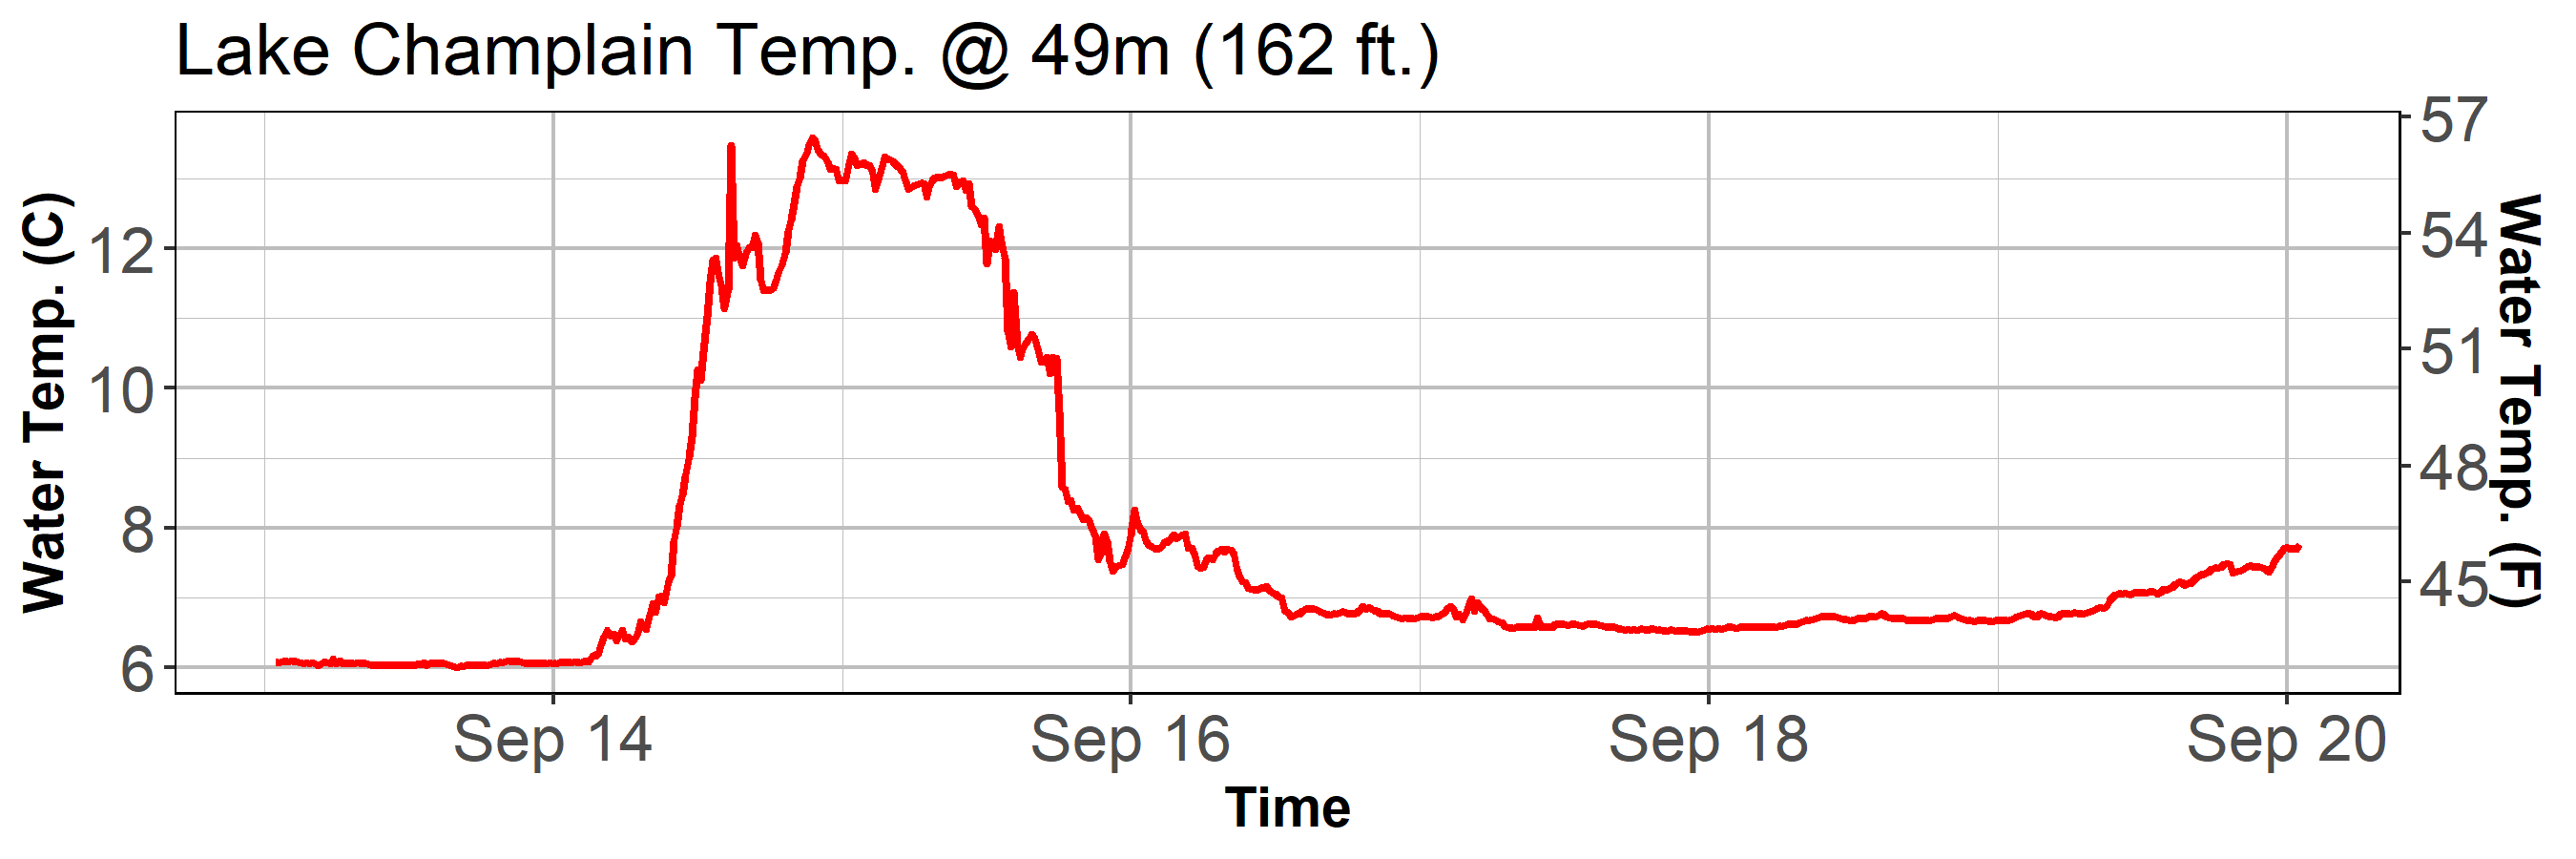 Lake Champlain Temp. @ 49m (162 ft.)
Water Temp. (C)
12
10
8
6
57
54
51
48
45
Water Temp. (F)
Sep 14
Sep 16
Sep 18
Sep 20
Time